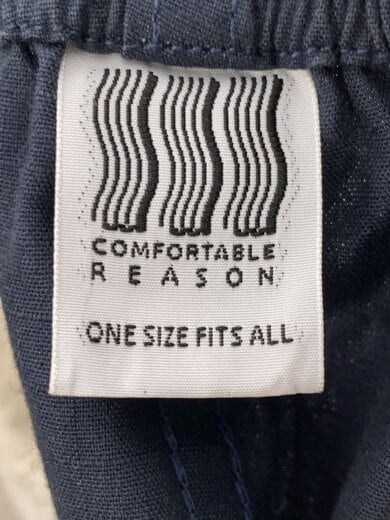 COMFORTABLE
REASON
ONE SIZE FITS ALL